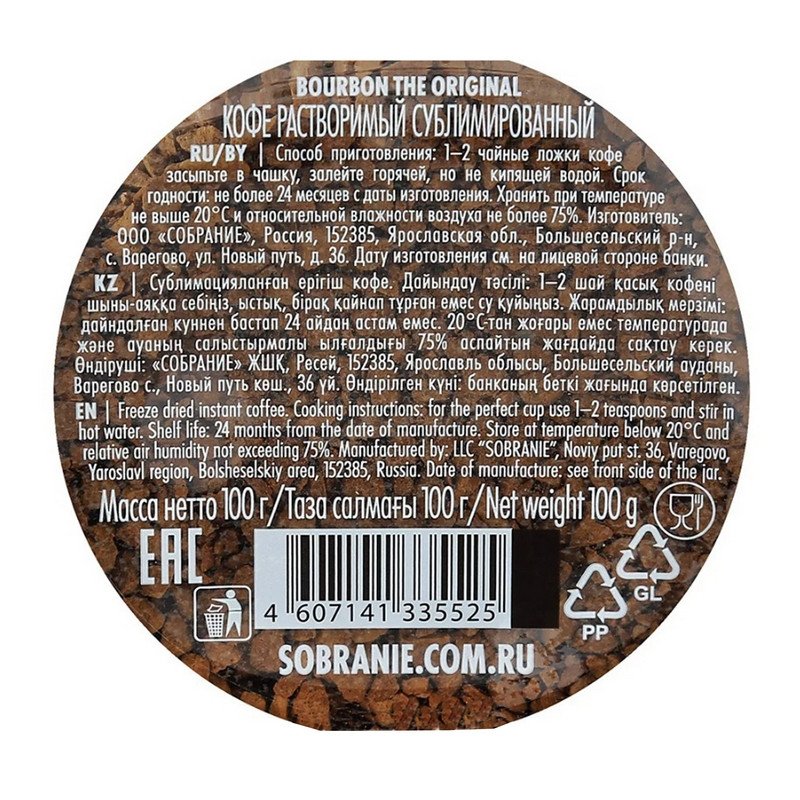 BOURBON THE ORIGINAL
КОФЕ РАСТВОРИМЫЙ СУБЛИМИРОВАННЫЙ
RU/BY | Способ приготовления: 1–2 чайные ложки кофе
засыпьте в чашку, залейте горячей, но не кипящей водой. Срок
годности: не более 24 месяцев с даты изготовления. Хранить при температуре
не выше 20°С и относительной влажности воздуха не более 75%. Изготовитель:
ООО «СОБРАНИЕ», Россия, 152385, Ярославская обл., Большесельский р-н,
с. Варегово, ул. Новый путь, д. 36. Дату изготовления см. на лицевой стороне банки.
KZ | Сублимацияланған ерігіш кофе. Дайындау тәсілі: 1–2 шай қасық кофені
шыны-аяққа себіңіз, ыстық, бірақ қайнап тұрған емес су құйыңыз. Жарамдылық мерзімі:
дайындалған куннен бастап 24 айдан астам емес. 20°С-тан жоғары емес температурада
және ауаның салыстырмалы ылғалдығы 75% аспайтын жағдайда сақтау керек.
Өндіруші: «СОБРАНИЕ» ЖШҚ, Ресей, 152385, Ярославль облысы, Большесельский ауданы,
Варегово с., Новый путь көш., 36 үй. Өндірілген күні: банканың беткі жағында көрсетілген.
EN | Freeze dried instant coffee. Cooking instructions: for the perfect cup use 1–2 teaspoons and stir in
hot water. Shelf life: 24 months from the date of manufacture. Store at temperature below 20°C and
relative air humidity not exceeding 75%. Manufactured by: LLC “SOBRANIE”, Noviy put st. 36, Varegovo,
Yaroslavl region, Bolsheselskiy area, 152385, Russia. Date of manufacture: see front side of the jar.
Масса нетто 100 г/Таза салмағы 100 г/Net weight 100 g
EAC
4 607141 335525
GL
PP
SOBRANIE.COM.RU